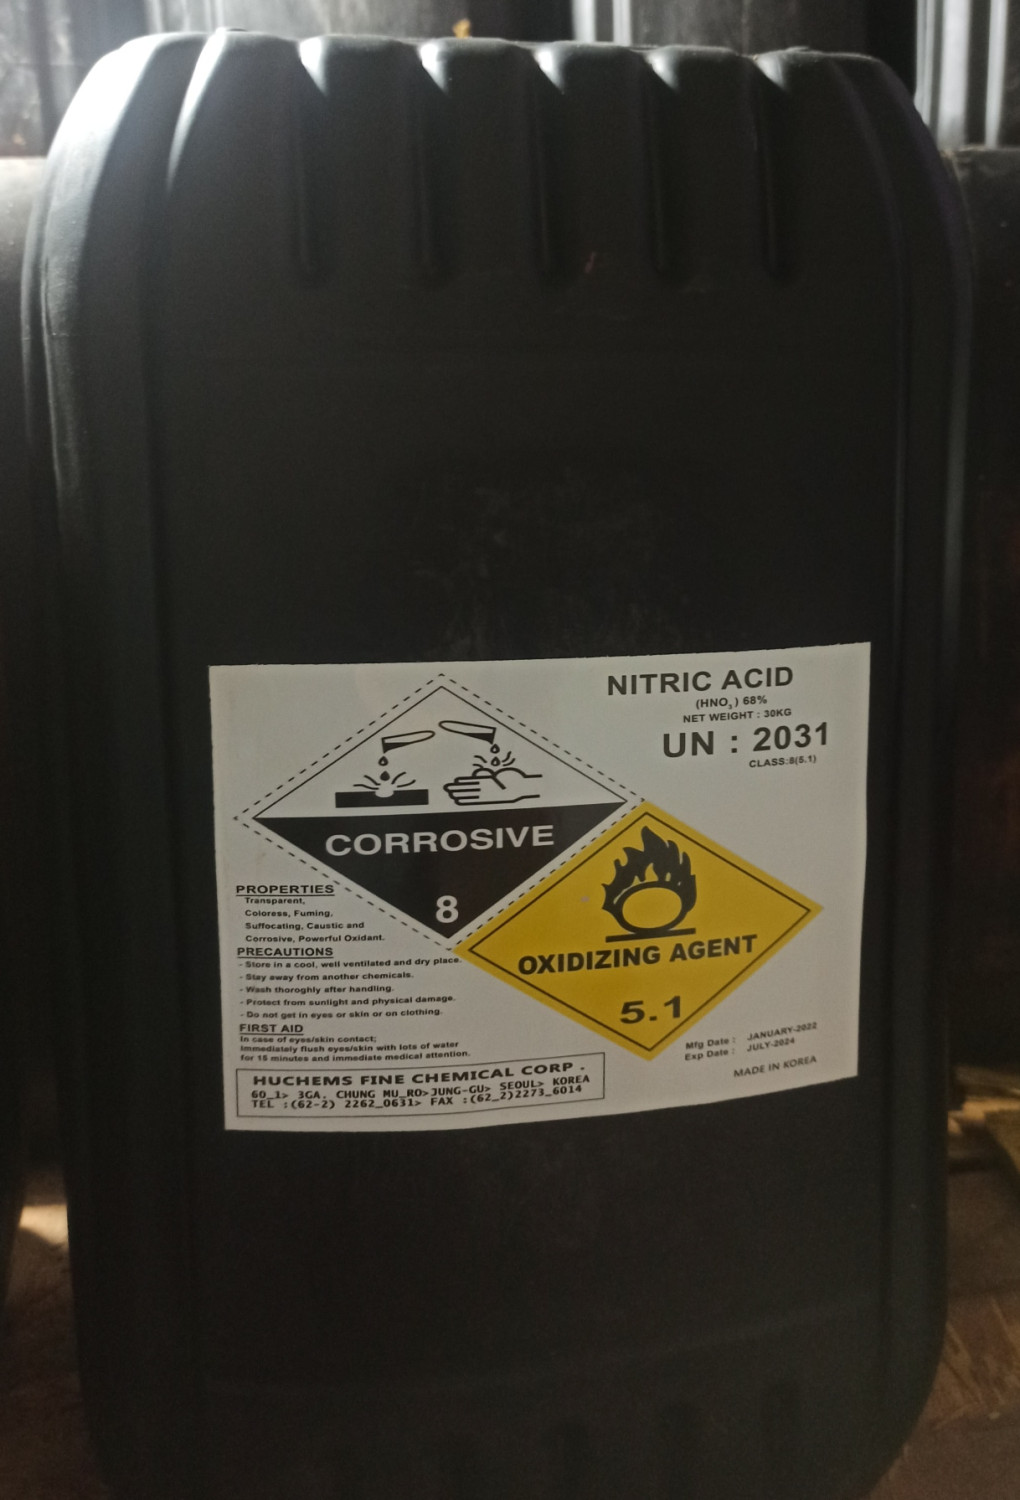 NITRIC ACID
(HNO₃) 68%
NET WEIGHT : 30KG
UN : 2031
CLASS:8(5.1)
CORROSIVE
8
OXIDIZING AGENT
5.1
PROPERTIES
Transparent,
Coloress, Fuming,
Suffocating, Caustic and
Corrosive, Powerful Oxidant.
PRECAUTIONS
- Store in a cool, well ventilated and dry place.
- Stay away from another chemicals.
- Wash thoroghly after handling.
- Protect from sunlight and physical damage.
- Do not get in eyes or skin or on clothing.
FIRST AID
In case of eyes/skin contact;
Immediately flush eyes/skin with lots of water
for 15 minutes and immediate medical attention.
Mfg Date : JANUARY-2022
Exp Date : JULY-2024
MADE IN KOREA
HUCHEMS FINE CHEMICAL CORP .
60_1> 3GA. CHUNG MU_RO>JUNG-GU> SEOUL> KOREA
TEL :(62-2) 2262_0631> FAX :(62_2)2273_6014